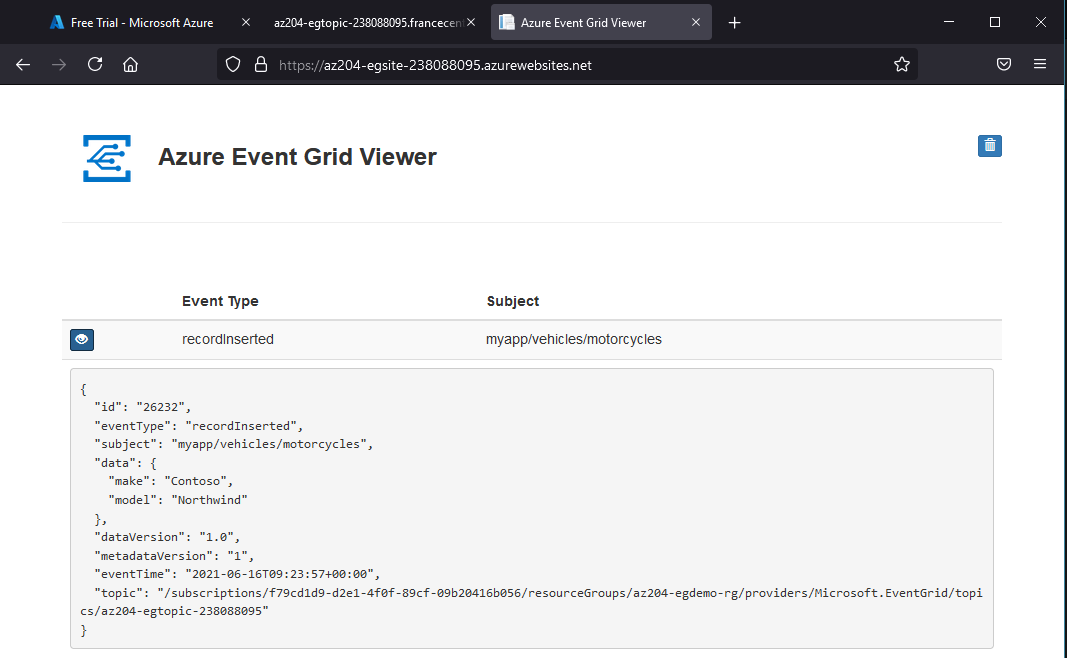 Free Trial - Microsoft Azure
az204-egtopic-238088095.francecen
Azure Event Grid Viewer
https://az204-egsite-238088095.azurewebsites.net
Azure Event Grid Viewer
Event Type Subject
recordInserted myapp/vehicles/motorcycles
{
"id": "26232",
"eventType": "recordInserted",
"subject": "myapp/vehicles/motorcycles",
"data": {
"make": "Contoso",
"model": "Northwind"
},
"dataVersion": "1.0",
"metadataVersion": "1",
"eventTime": "2021-06-16T09:23:57+00:00",
"topic": "/subscriptions/f79cd1d9-d2e1-4f0f-89cf-09b20416b056/resourceGroups/az204-egdemo-rg/providers/Microsoft.EventGrid/topi
cs/az204-egtopic-238088095"
}